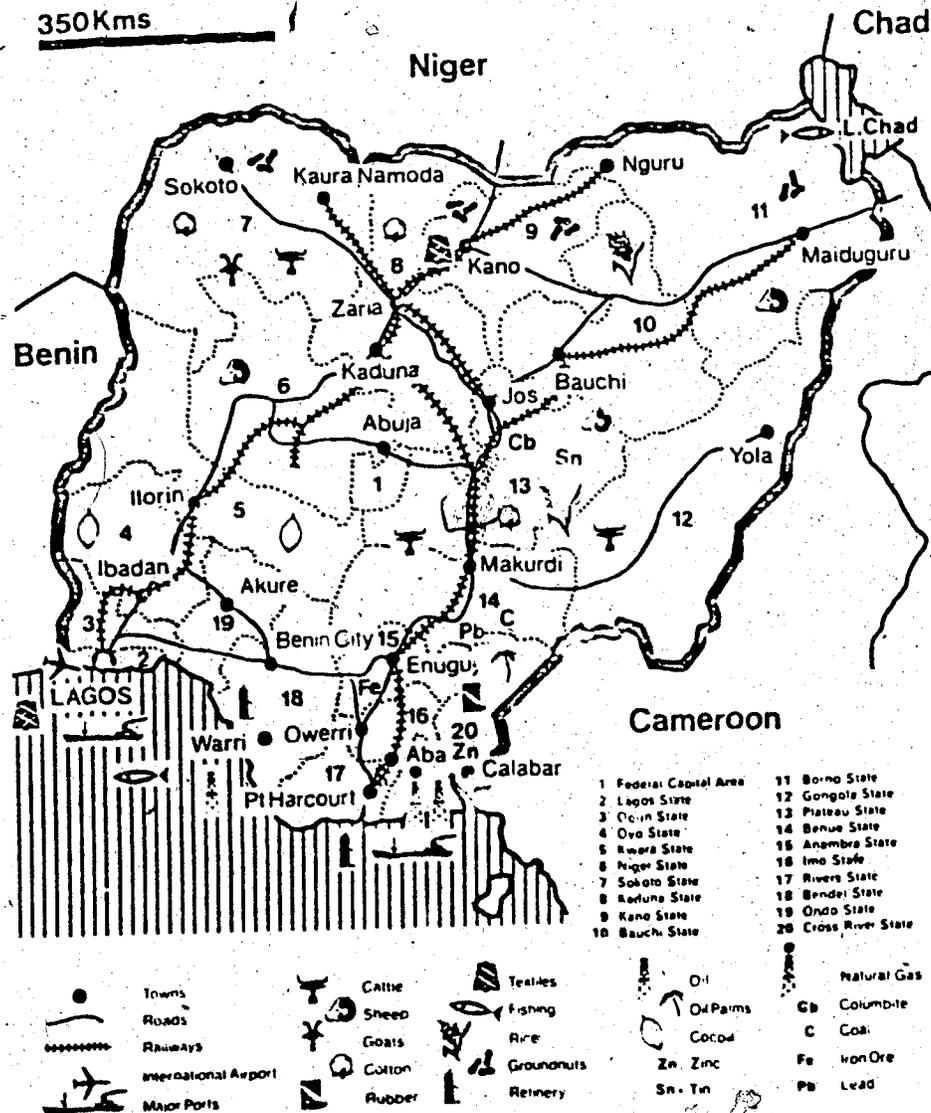 350Kms
Chad
Niger
L.Chad
Nguru
Sokoto
Kaura Namoda
11
7
9
Maiduguru
8
Kano
Zaria
10
Benin
Kaduna
Bauchi
6
Jos
Abuja
Cb
Yola
Sn
1
13
Ilorin
5
12
4
Ibadan
Makurdi
Akure
14
3
19
Pb
C
Benin City
15
2
Enugu
LAGOS
Fe
18
16
20
Cameroon
Warri
Owerri
Aba
Zn
Calabar
17
Pt Harcourt
1 Federal Capital Area
2 Lagos State
3 Ogun State
4 Oyo State
5 Kwara State
6 Niger State
7 Sokoto State
8 Kaduna State
9 Kano State
10 Bauchi State
11 Borno State
12 Gongola State
13 Plateau State
14 Benue State
15 Anambra State
16 Imo State
17 Rivers State
18 Bendel State
19 Ondo State
20 Cross River State
Towns
Roads
Railways
International Airport
Major Ports
Cattle
Sheep
Goats
Cotton
Rubber
Textiles
Fishing
Rice
Groundnuts
Refinery
Oil
Oil Palms
Cocoa
Zn. Zinc
Sn. Tin
Natural Gas
Cb Columbite
C Coal
Fe Iron Ore
Pb Lead